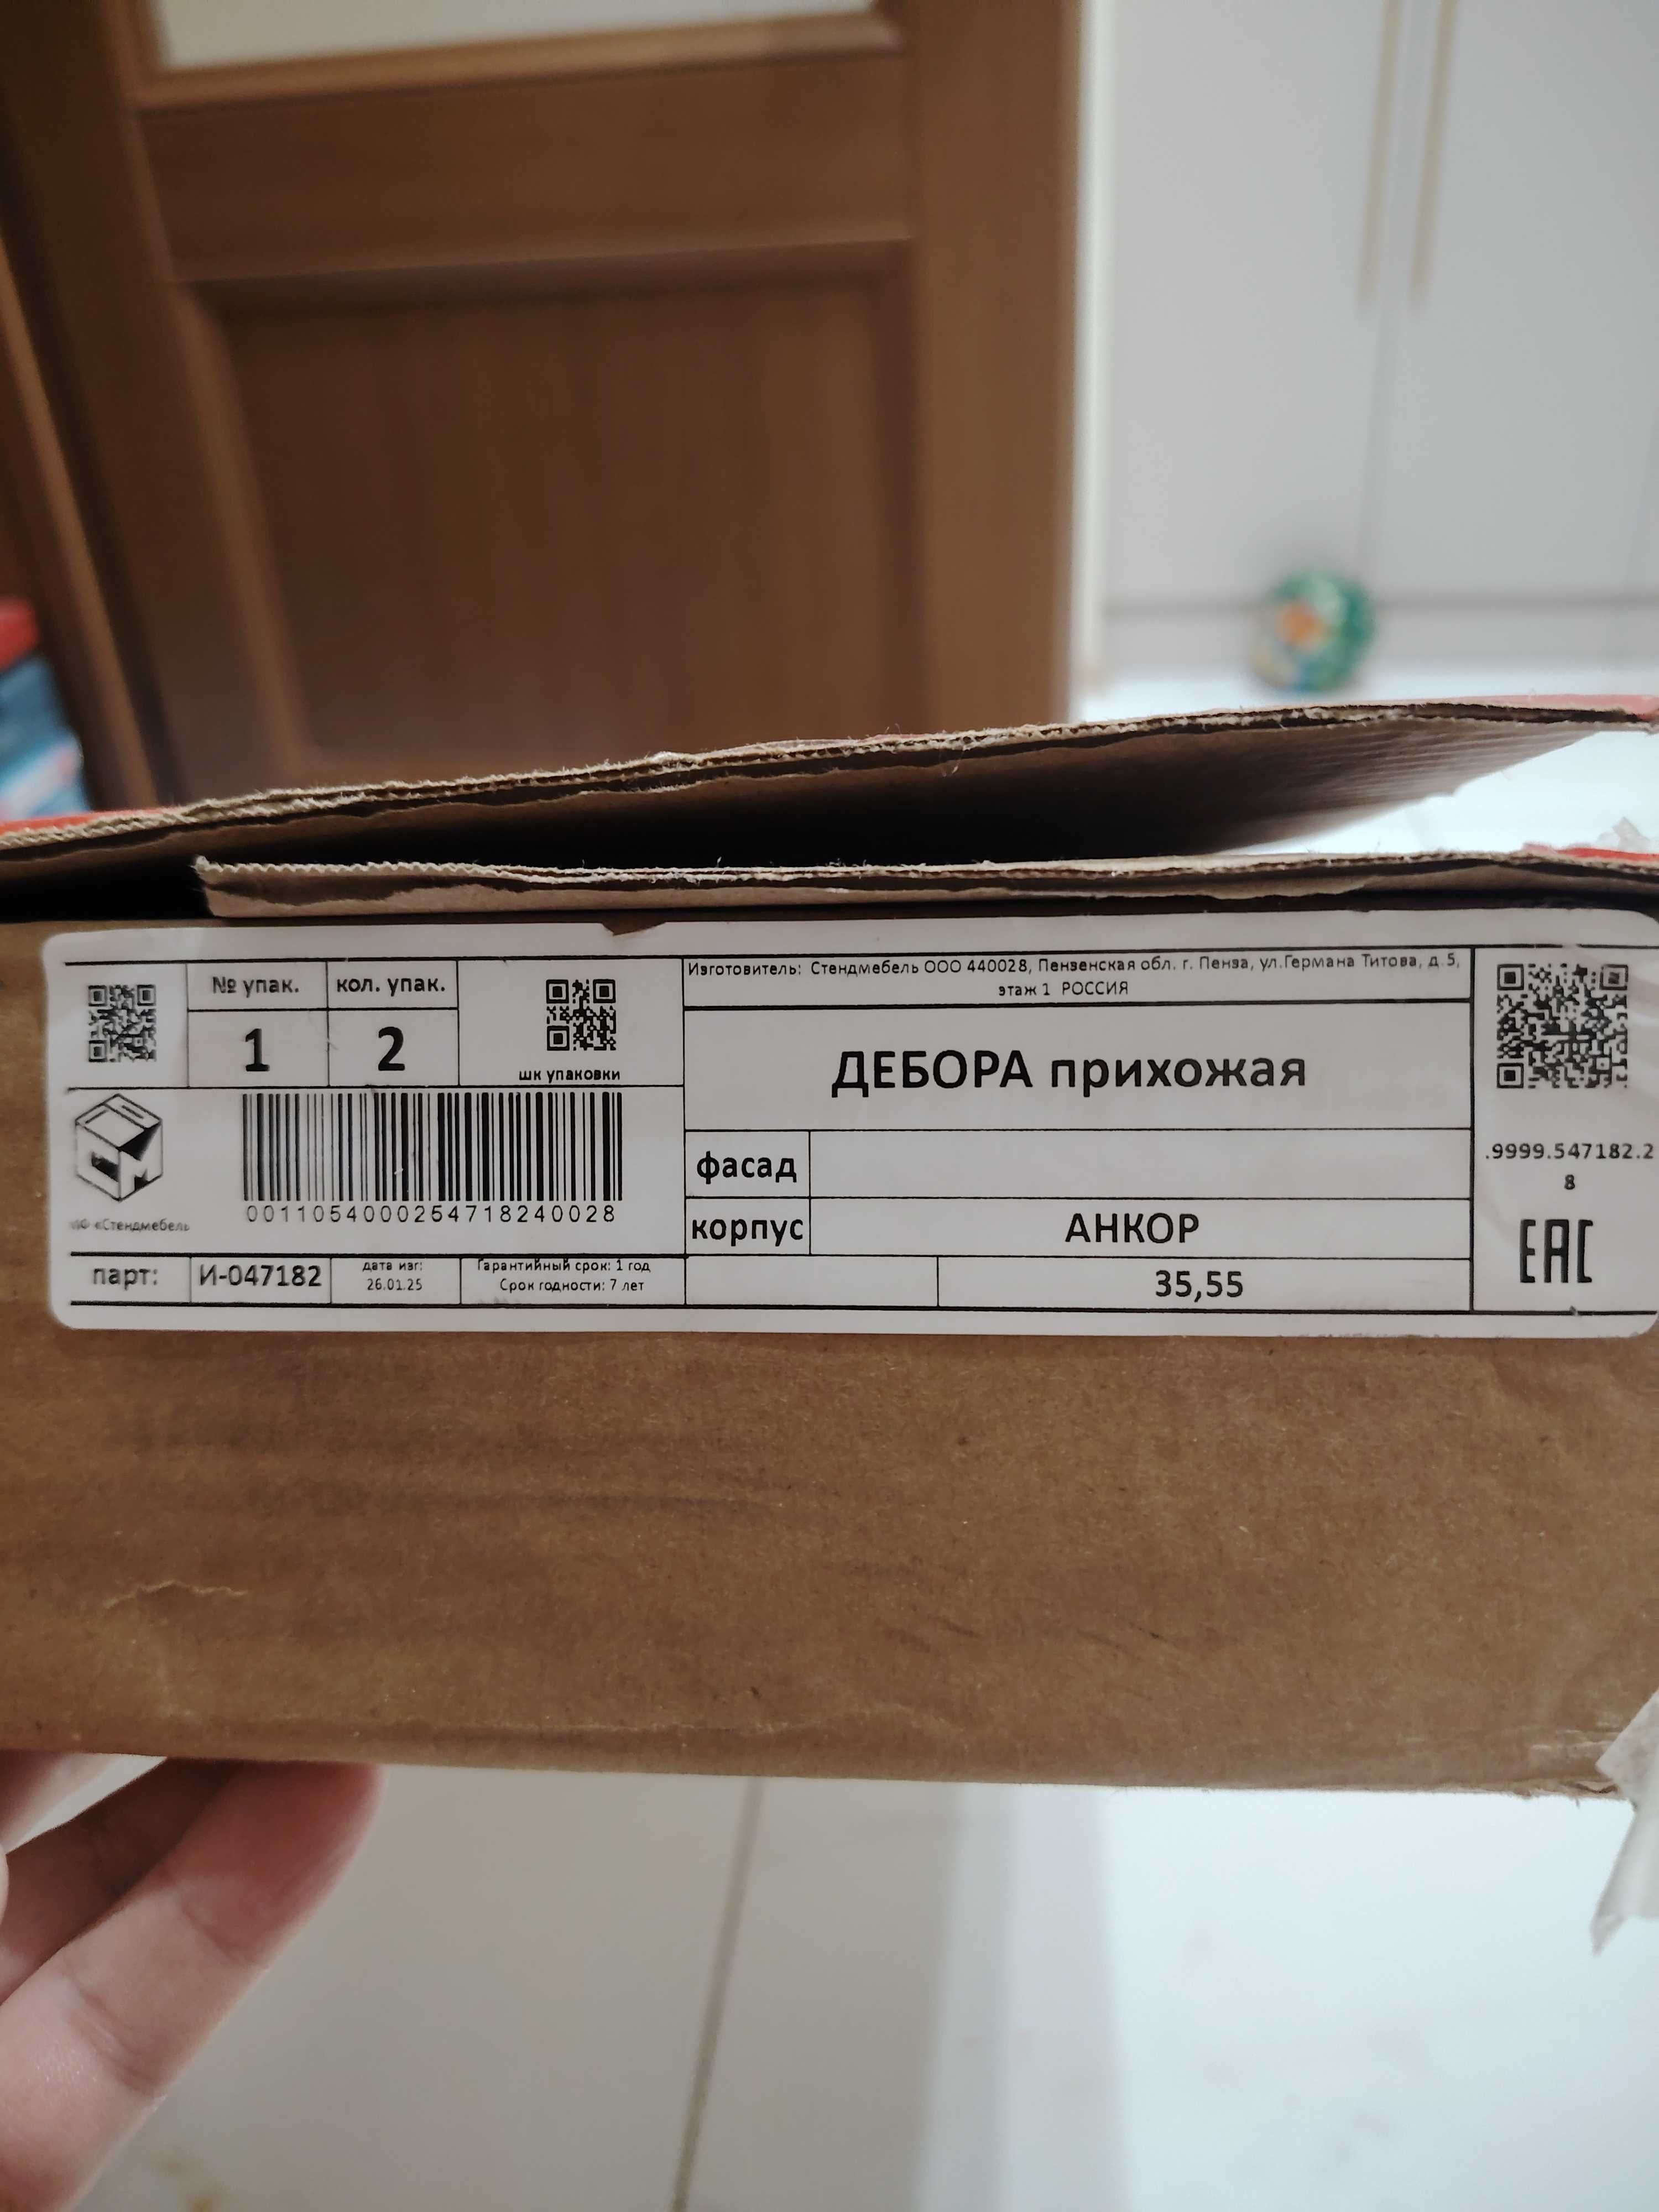 № упак.
кол. упак.
1
2
шк упаковки
001105400025471824​0028
«Стендмебель
парт:
И-047182
дата изг:
26.01.25
Гарантийный срок: 1 год
Срок годности: 7 лет
Изготовитель: Стендмебель ООО 440028, Пензенская обл. г. Пенза, ул.Германа Титова, д.5,
этаж 1 РОССИЯ
ДЕБОРА прихожая
фасад
корпус
АНКОР
35,55
.9999.547182.2
8
EAC